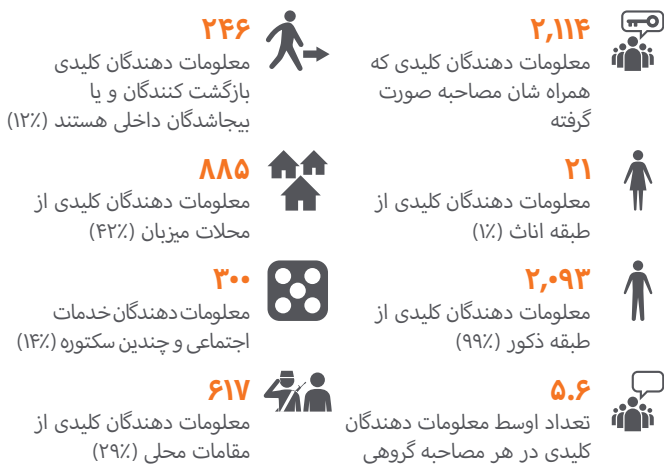 ۲,۱۱۴
معلومات دهندگان کلیدی که
همراه شان مصاحبه صورت
گرفته
۲۱
معلومات دهندگان کلیدی از
طبقه اناث (۱٪)
۲,۰۹۳
معلومات دهندگان کلیدی از
طبقه ذکور (۹۹٪)
۵.۶
تعداد اوسط معلومات دهندگان
کلیدی در هر مصاحبه گروهی
۲۴۶
معلومات دهندگان کلیدی
بازگشت کنندگان و یا
بیجاشدگان داخلی هستند (۱۲٪)
۸۸۵
معلومات دهندگان کلیدی از
محلات میزبان (۴۲٪)
۳۰۰
معلومات دهندگان خدمات
اجتماعی و چندین سکتوره (۱۴٪)
۶۱۷
معلومات دهندگان کلیدی از
مقامات محلی (۲۹٪)